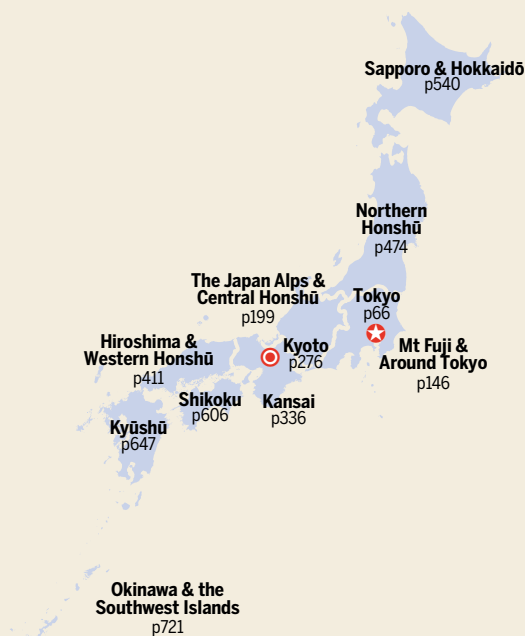 Sapporo & Hokkaidō
p540
Northern
Honshū
p474
The Japan Alps &
Central Honshū
p199
Tokyo
p66
Hiroshima &
Western Honshū
p411
Kyoto
p276
Mt Fuji &
Around Tokyo
p146
Shikoku
p606
Kansai
p336
Kyūshū
p647
Okinawa & the
Southwest Islands
p721